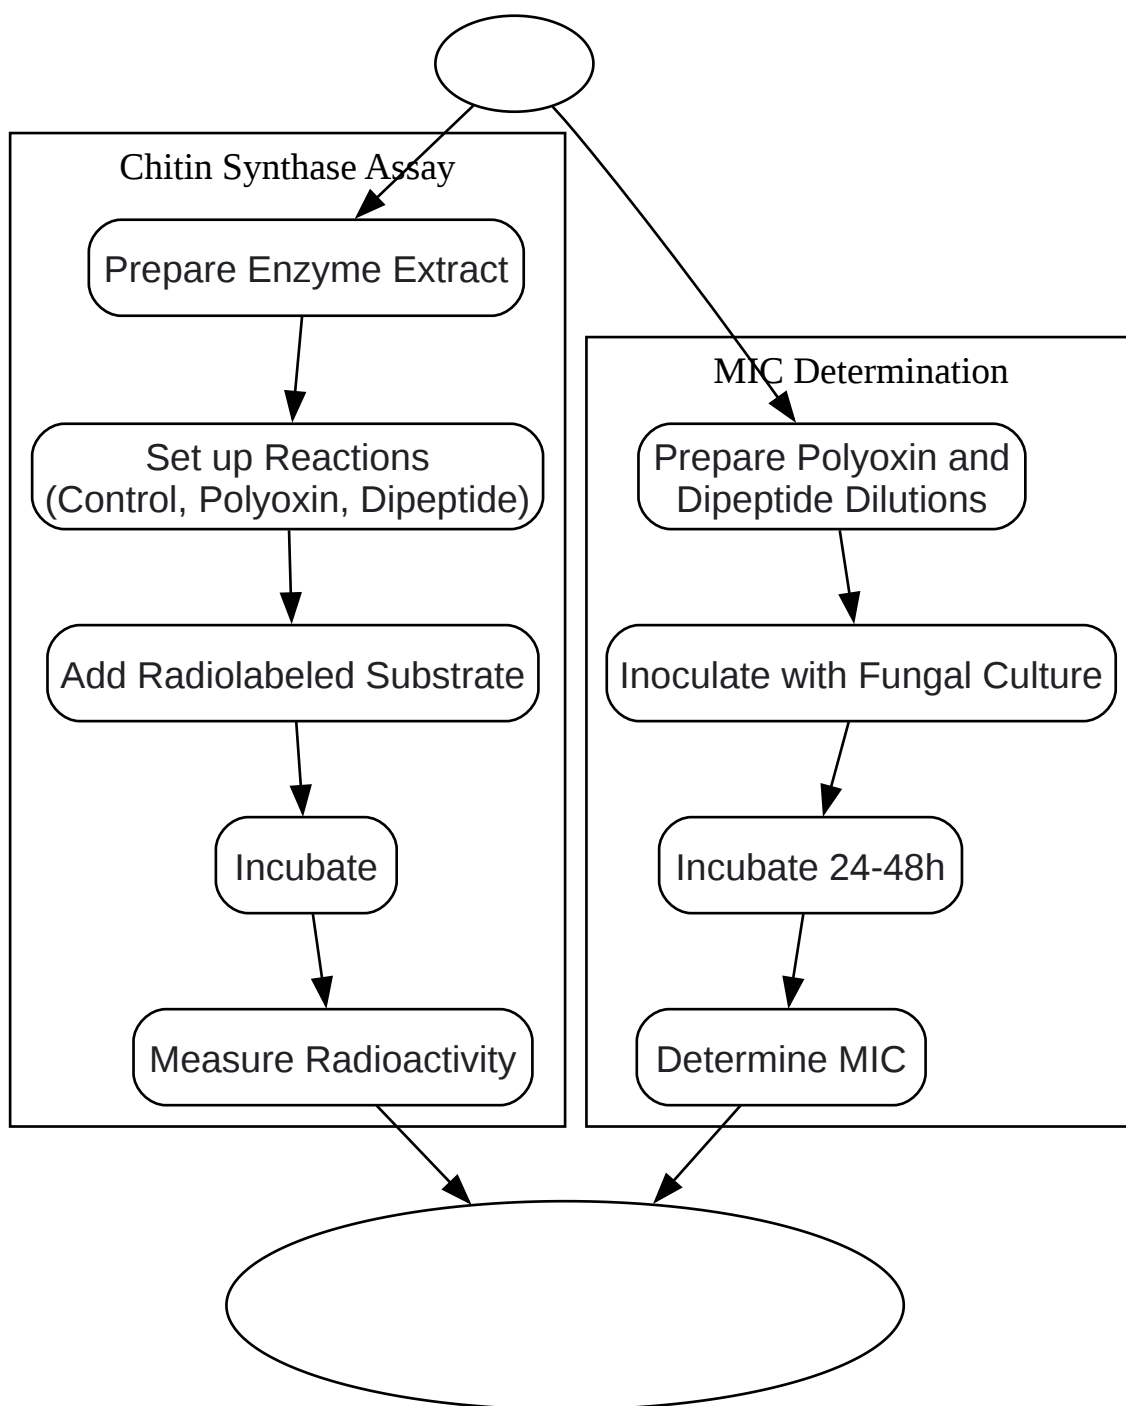 Chitin Synthase Assay
Prepare Enzyme Extract
Set up Reactions
(Control, Polyoxin, Dipeptide)
Add Radiolabeled Substrate
Incubate
Measure Radioactivity
MIC Determination
Prepare Polyoxin and
Dipeptide Dilutions
Inoculate with Fungal Culture
Incubate 24-48h
Determine MIC